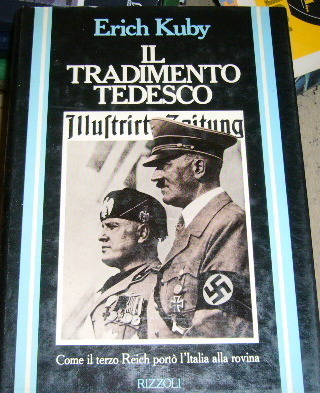 Erich Kuby
IL
TRADIMENTO
TEDESCO
Illustrirte Zeitung
Come il terzo Reich portò l'Italia alla rovina
RIZZOLI